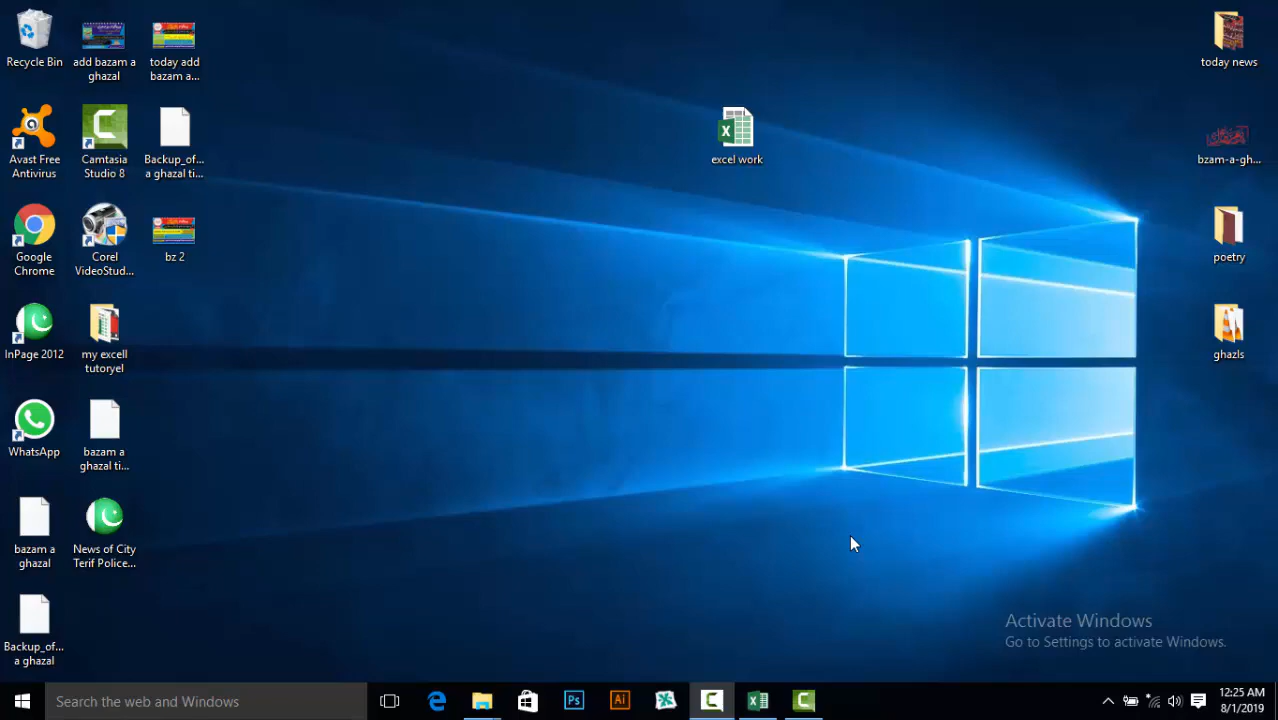 Recycle Bin
add bazam a
ghazal
today add
bazam a...
today news
Avast Free
Antivirus
Camtasia
Studio 8
Backup_of...
a ghazal ti...
excel work
bzam-a-gh...
Google
Chrome
Corel
VideoStud...
bz 2
poetry
InPage 2012
my excell
tutoryel
ghazls
WhatsApp
bazam a
ghazal ti...
bazam a
ghazal
News of City
Terif Police...
Backup_of...
a ghazal
Activate Windows
Go to Settings to activate Windows.
Search the web and Windows
Ps
Ai
12:25 AM
8/1/2019